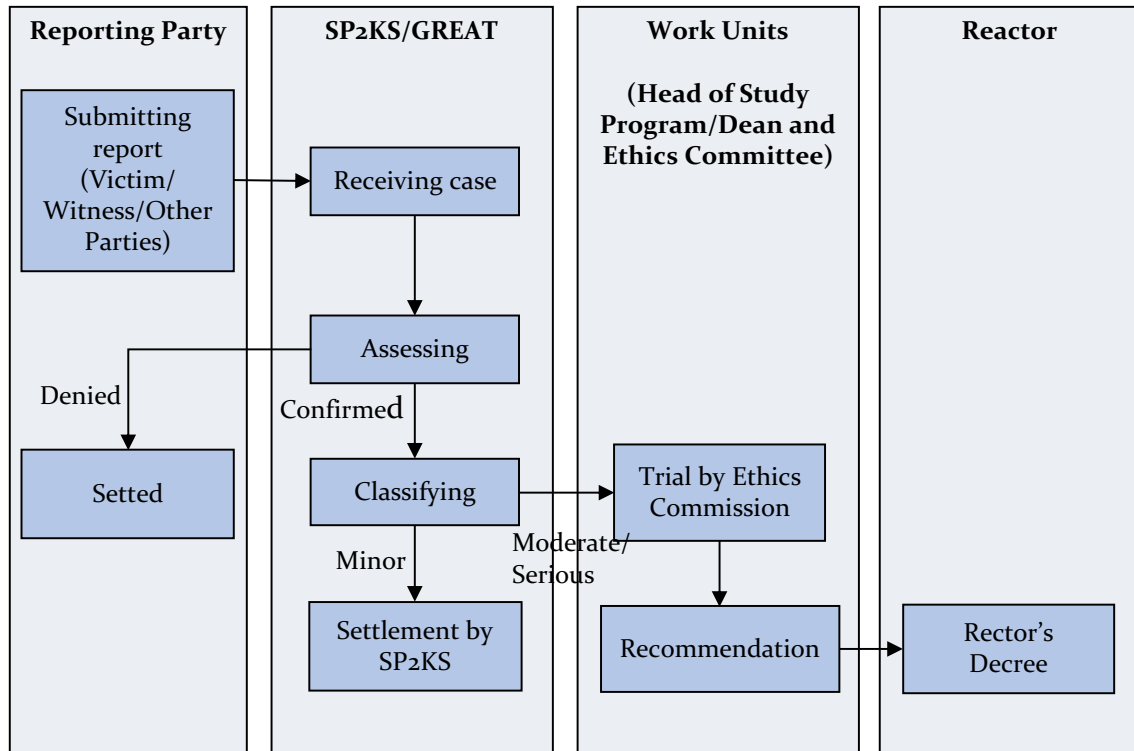 Reporting Party
Submitting
report
(Victim/
Witness/Other
Parties)
Denied
Setted
SP2KS/GREAT
Receiving case
Assessing
Confirmed
Classifying
Minor
Settlement by
SP2KS
Moderate/
Serious
Work Units
(Head of Study
Program/Dean and
Ethics Committee)
Trial by Ethics
Commission
Recommendation
Reactor
Rector’s
Decree